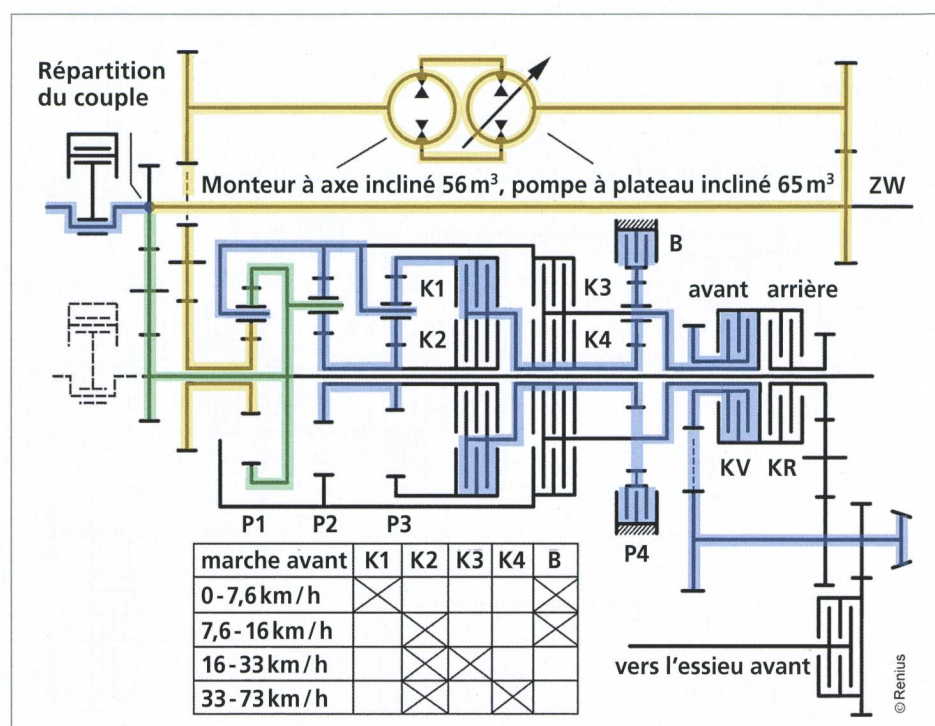 Répartition
du couple
Monteur à axe incliné 56 m³, pompe à plateau incliné 65 m³
ZW
B
K1
K3
avant
arrière
K2
K4
KV
KR
P1
P2
P3
P4
marche avant K1 K2 K3 K4 B
0-7,6 km/h
7,6-16 km/h
16-33 km/h
33-73 km/h
vers l'essieu avant
© Renius